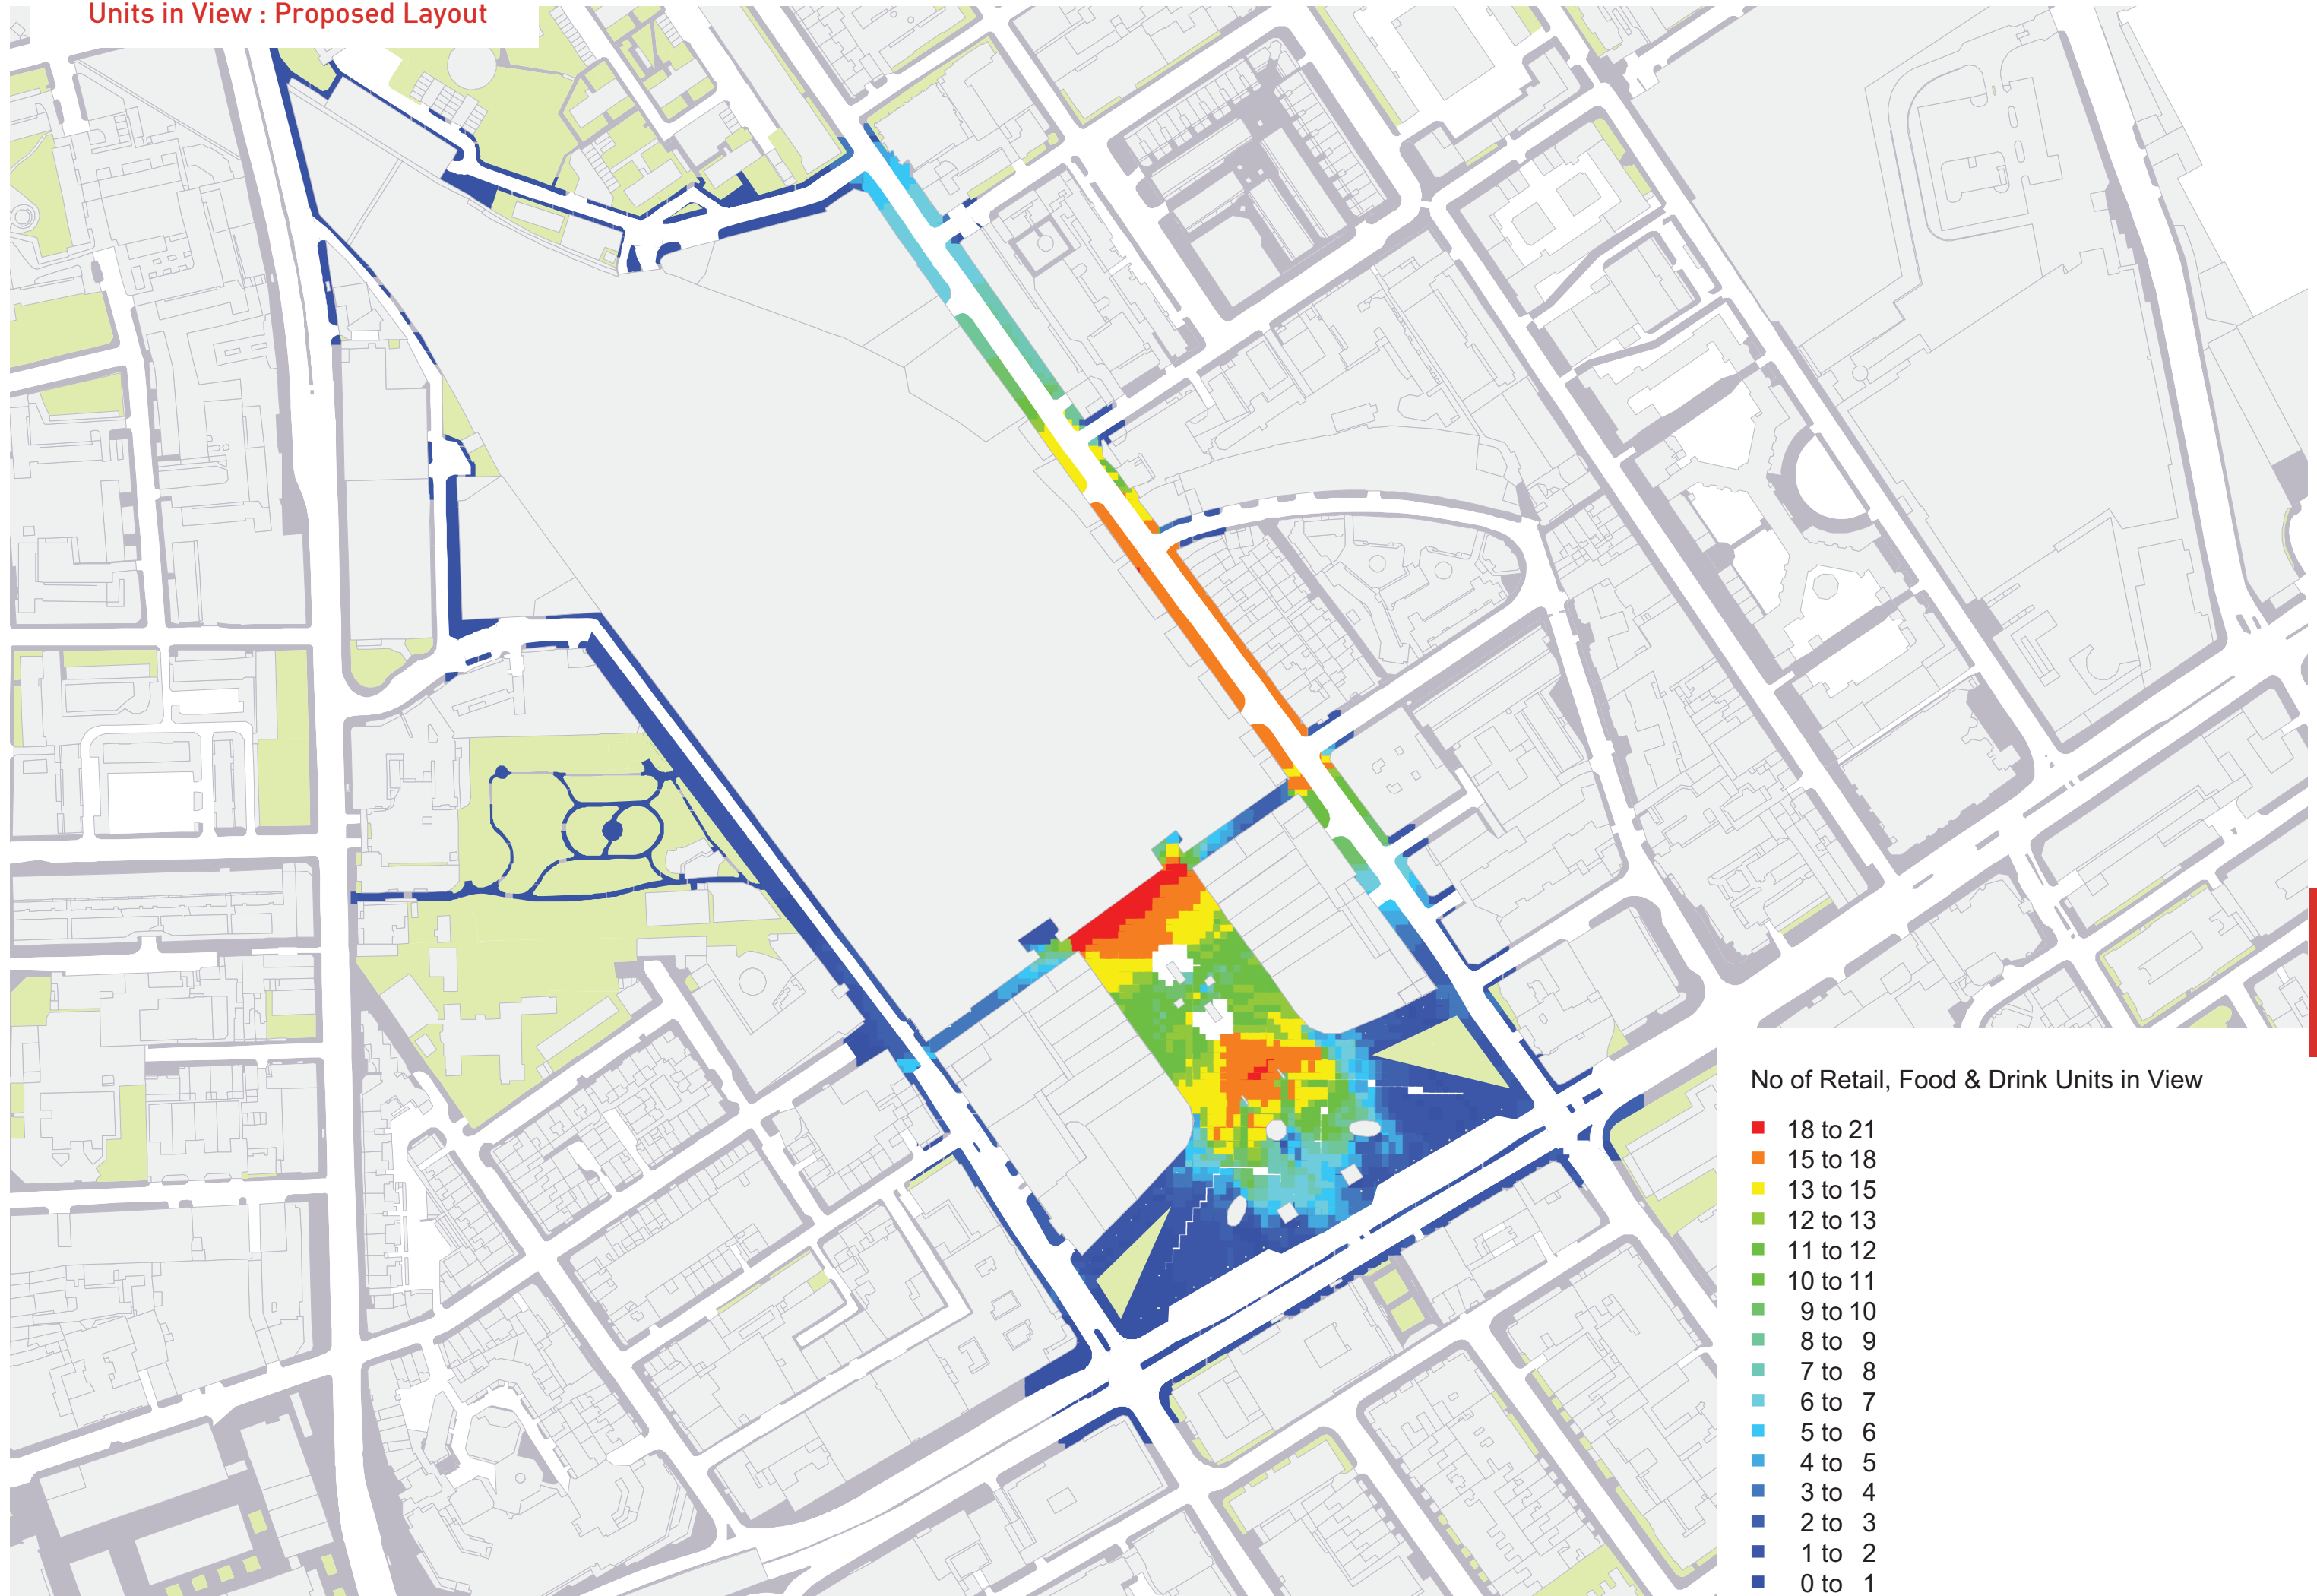 Units in View : Proposed Layout
No of Retail, Food & Drink Units in View
18 to 21
15 to 18
13 to 15
12 to 13
11 to 12
10 to 11
9 to 10
8 to 9
7 to 8
6 to 7
5 to 6
4 to 5
3 to 4
2 to 3
1 to 2
0 to 1